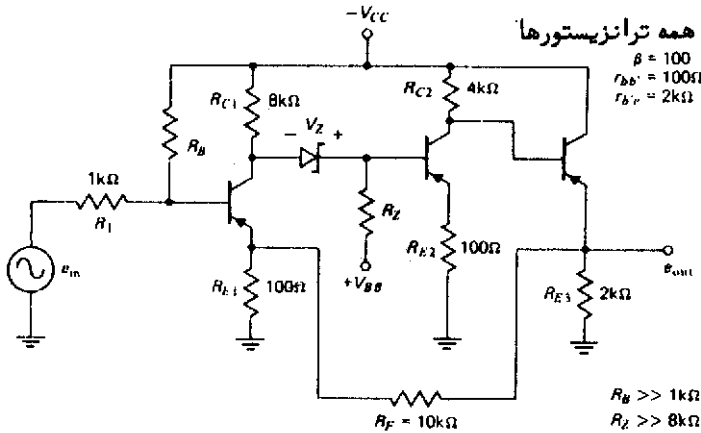 −V_CC
همه ترانزیستورها
β = 100
r_bb' = 100Ω
r_b'e = 2kΩ
R_C1 8kΩ
R_C2 4kΩ
R_B
− V_Z +
1kΩ
R_1
R_Z
e_in
R_E1 100Ω
+V_BB
R_E2 100Ω
e_out
R_E3 2kΩ
R_F = 10kΩ
R_B >> 1kΩ
R_Z >> 8kΩ